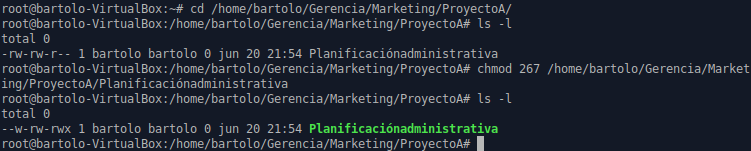 root@bartolo-VirtualBox:~# cd /home/bartolo/Gerencia/Marketing/ProyectoA/
root@bartolo-VirtualBox:/home/bartolo/Gerencia/Marketing/ProyectoA# ls -l
total 0
-rw-rw-r-- 1 bartolo bartolo 0 jun 20 21:54 Planificaciónadministrativa
root@bartolo-VirtualBox:/home/bartolo/Gerencia/Marketing/ProyectoA# chmod 267 /home/bartolo/Gerencia/Market
ing/ProyectoA/Planificaciónadministrativa
root@bartolo-VirtualBox:/home/bartolo/Gerencia/Marketing/ProyectoA# ls -l
total 0
--w-rw-rwx 1 bartolo bartolo 0 jun 20 21:54 Planificaciónadministrativa
root@bartolo-VirtualBox:/home/bartolo/Gerencia/Marketing/ProyectoA#